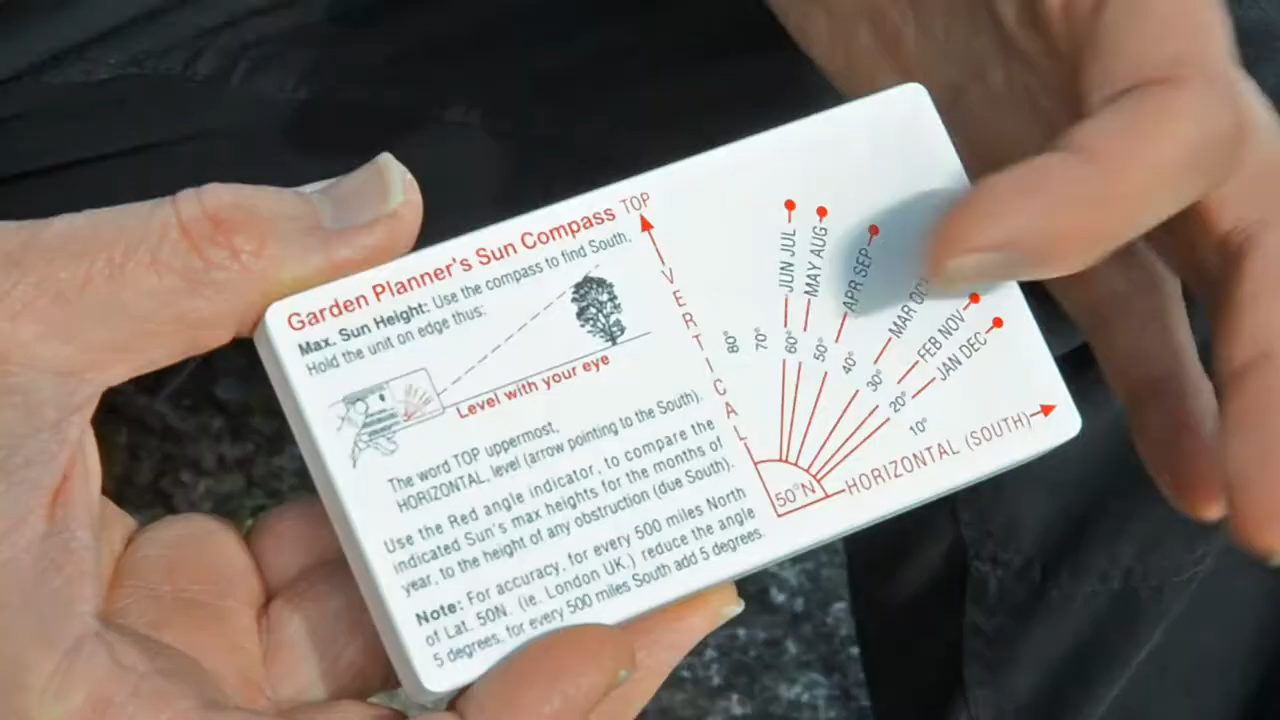 Garden Planner's Sun Compass
Max. Sun Height: Use the compass to find South.
Hold the unit on edge thus:
Level with your eye
The word TOP uppermost,
HORIZONTAL, level (arrow pointing to the South).
Use the Red angle indicator, to compare the
indicated Sun's max heights for the months of
year, to the height of any obstruction (due South).
Note: For accuracy, for every 500 miles North
of Lat. 50N. (ie. London UK.) reduce the angle
5 degrees, for every 500 miles South add 5 degrees.
TOP
VERTICAL
JUN JUL
MAY AUG
APR SEP
MAR
FEB NOV
JAN DEC
80°
70°
60°
50°
40°
30°
20°
10°
50°N
HORIZONTAL (SOUTH)